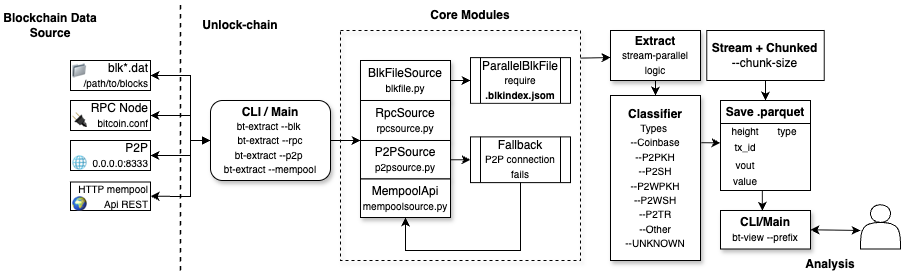 Blockchain Data
Source
Unlock-chain
Core Modules
blk*.dat
/path/to/blocks
RPC Node
bitcoin.conf
P2P
0.0.0.0:8333
HTTP mempool
Api REST
CLI / Main
bt-extract --blk
bt-extract --rpc
bt-extract --p2p
bt-extract --mempool
BlkFileSource
blkfile.py
RpcSource
rpcsource.py
P2PSource
p2psource.py
MempoolApi
mempoolsource.py
ParallelBlkFile
require
.blkindex.jsom
Fallback
P2P connection
fails
Extract
stream-parallel
logic
Classifier
Types
--Coinbase
--P2PKH
--P2SH
--P2WPKH
--P2WSH
--P2TR
--Other
--UNKNOWN
Stream + Chunked
--chunk-size
Save .parquet
height type
tx_id
vout
value
CLI/Main
bt-view --prefix
Analysis